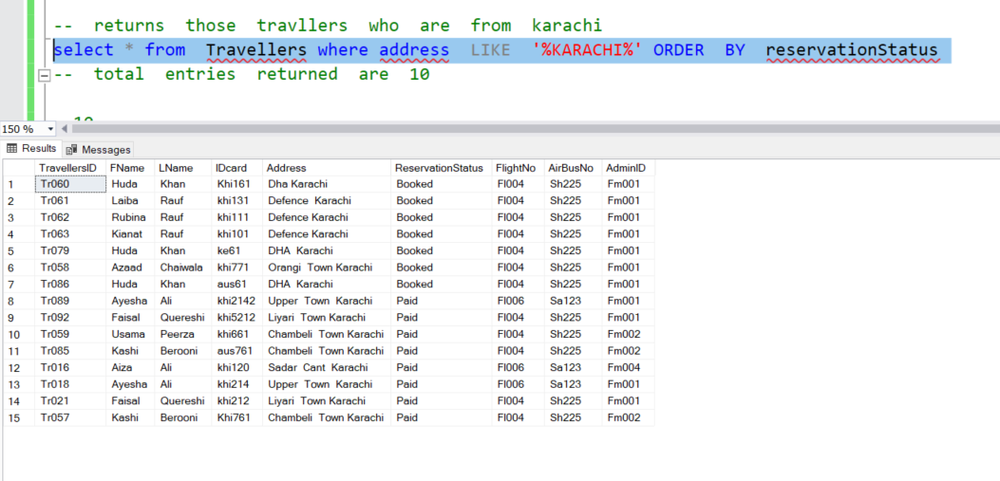 -- returns those travllers who are from karachi
select * from Travellers where address LIKE '%KARACHI%' ORDER BY reservationStatus
-- total entries returned are 10
150 %
Results Messages
TravellersID FName LName IDcard Address ReservationStatus FlightNo AirBusNo AdminID
1 Tr060 Huda Khan Khi161 Dha Karachi Booked Fl004 Sh225 Fm001
2 Tr061 Laiba Rauf khi131 Defence Karachi Booked Fl004 Sh225 Fm001
3 Tr062 Rubina Rauf khi111 Defence Karachi Booked Fl004 Sh225 Fm001
4 Tr063 Kianat Rauf khi101 Defence Karachi Booked Fl004 Sh225 Fm001
5 Tr079 Huda Khan ke61 DHA Karachi Booked Fl004 Sh225 Fm001
6 Tr058 Azaad Chaiwala khi771 Orangi Town Karachi Booked Fl004 Sh225 Fm001
7 Tr086 Huda Khan aus61 DHA Karachi Booked Fl004 Sh225 Fm001
8 Tr089 Ayesha Ali khi2142 Upper Town Karachi Paid Fl006 Sa123 Fm001
9 Tr092 Faisal Quereshi khi5212 Liyari Town Karachi Paid Fl004 Sh225 Fm001
10 Tr059 Usama Peerza khi661 Chambeli Town Karachi Paid Fl004 Sh225 Fm002
11 Tr085 Kashi Berooni aus761 Chambeli Town Karachi Paid Fl004 Sh225 Fm002
12 Tr016 Aiza Ali khi120 Sadar Cant Karachi Paid Fl006 Sa123 Fm004
13 Tr018 Ayesha Ali khi214 Upper Town Karachi Paid Fl006 Sa123 Fm001
14 Tr021 Faisal Quereshi khi212 Liyari Town Karachi Paid Fl004 Sh225 Fm001
15 Tr057 Kashi Berooni Khi761 Chambeli Town Karachi Paid Fl004 Sh225 Fm002